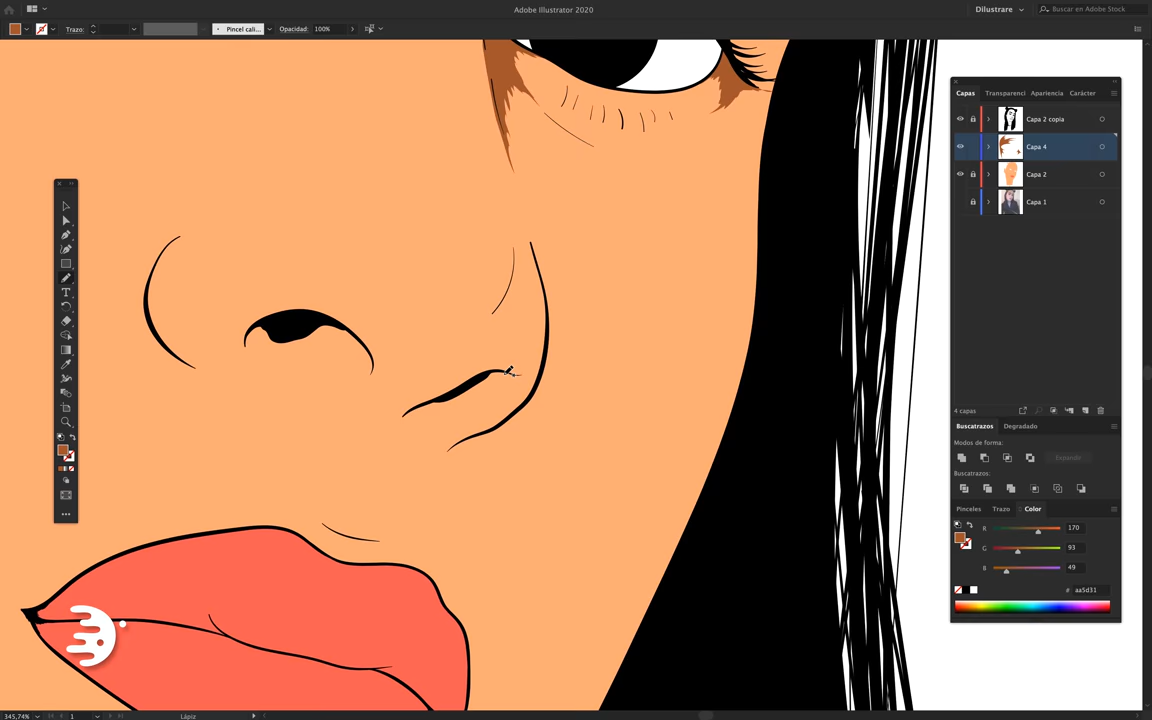 Adobe Illustrator 2020
Dilustrare
Buscar en Adobe Stock
Trazo:
Pincel cali...
Opacidad:
100%
Capas
Transparenci
Apariencia
Carácter
Capa 2 copia
Capa 4
Capa 2
Capa 1
4 capas
Buscatrazos
Degradado
Modos de forma:
Expandir
Buscatrazos:
Pinceles
Trazo
Color
R 170
G 93
B 49
# aa5d31
345,74%
1
Lápiz